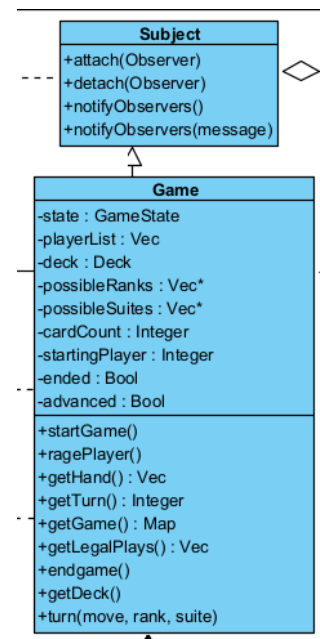 Subject
+attach(Observer)
+detach(Observer)
+notifyObservers()
+notifyObservers(message)
Game
-state : GameState
-playerList : Vec
-deck : Deck
-possibleRanks : Vec*
-possibleSuites : Vec*
-cardCount : Integer
-startingPlayer : Integer
-ended : Bool
-advanced : Bool
+startGame()
+ragePlayer()
+getHand() : Vec
+getTurn() : Integer
+getGame() : Map
+getLegalPlays() : Vec
+endgame()
+getDeck()
+turn(move, rank, suite)